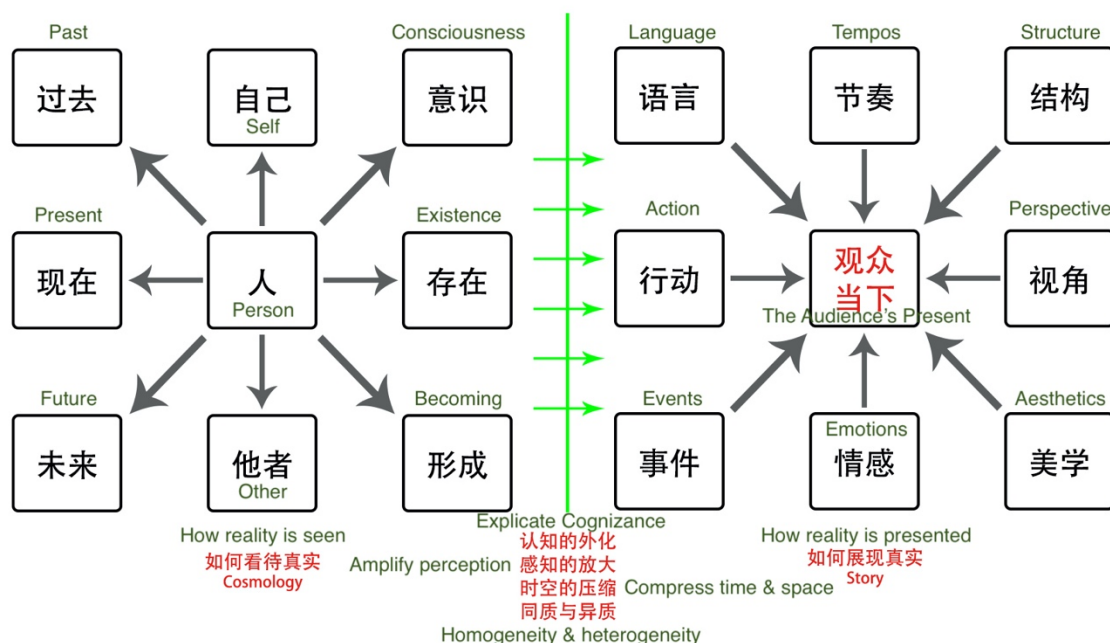 Past
Consciousness
Language
Tempos
Structure
过去
自己
Self
意识
语言
节奏
结构
Present
Existence
Action
Perspective
现在
人
Person
存在
行动
观众
当下
The Audience's Present
视角
Future
Becoming
Events
Aesthetics
未来
他者
Other
形成
事件
Emotions
情感
美学
How reality is seen
如何看待真实
Cosmology
Explicate Cognizance
认知的外化
Amplify perception
感知的放大
时空的压缩
Compress time & space
同质与异质
Homogeneity & heterogeneity
How reality is presented
如何展现真实
Story